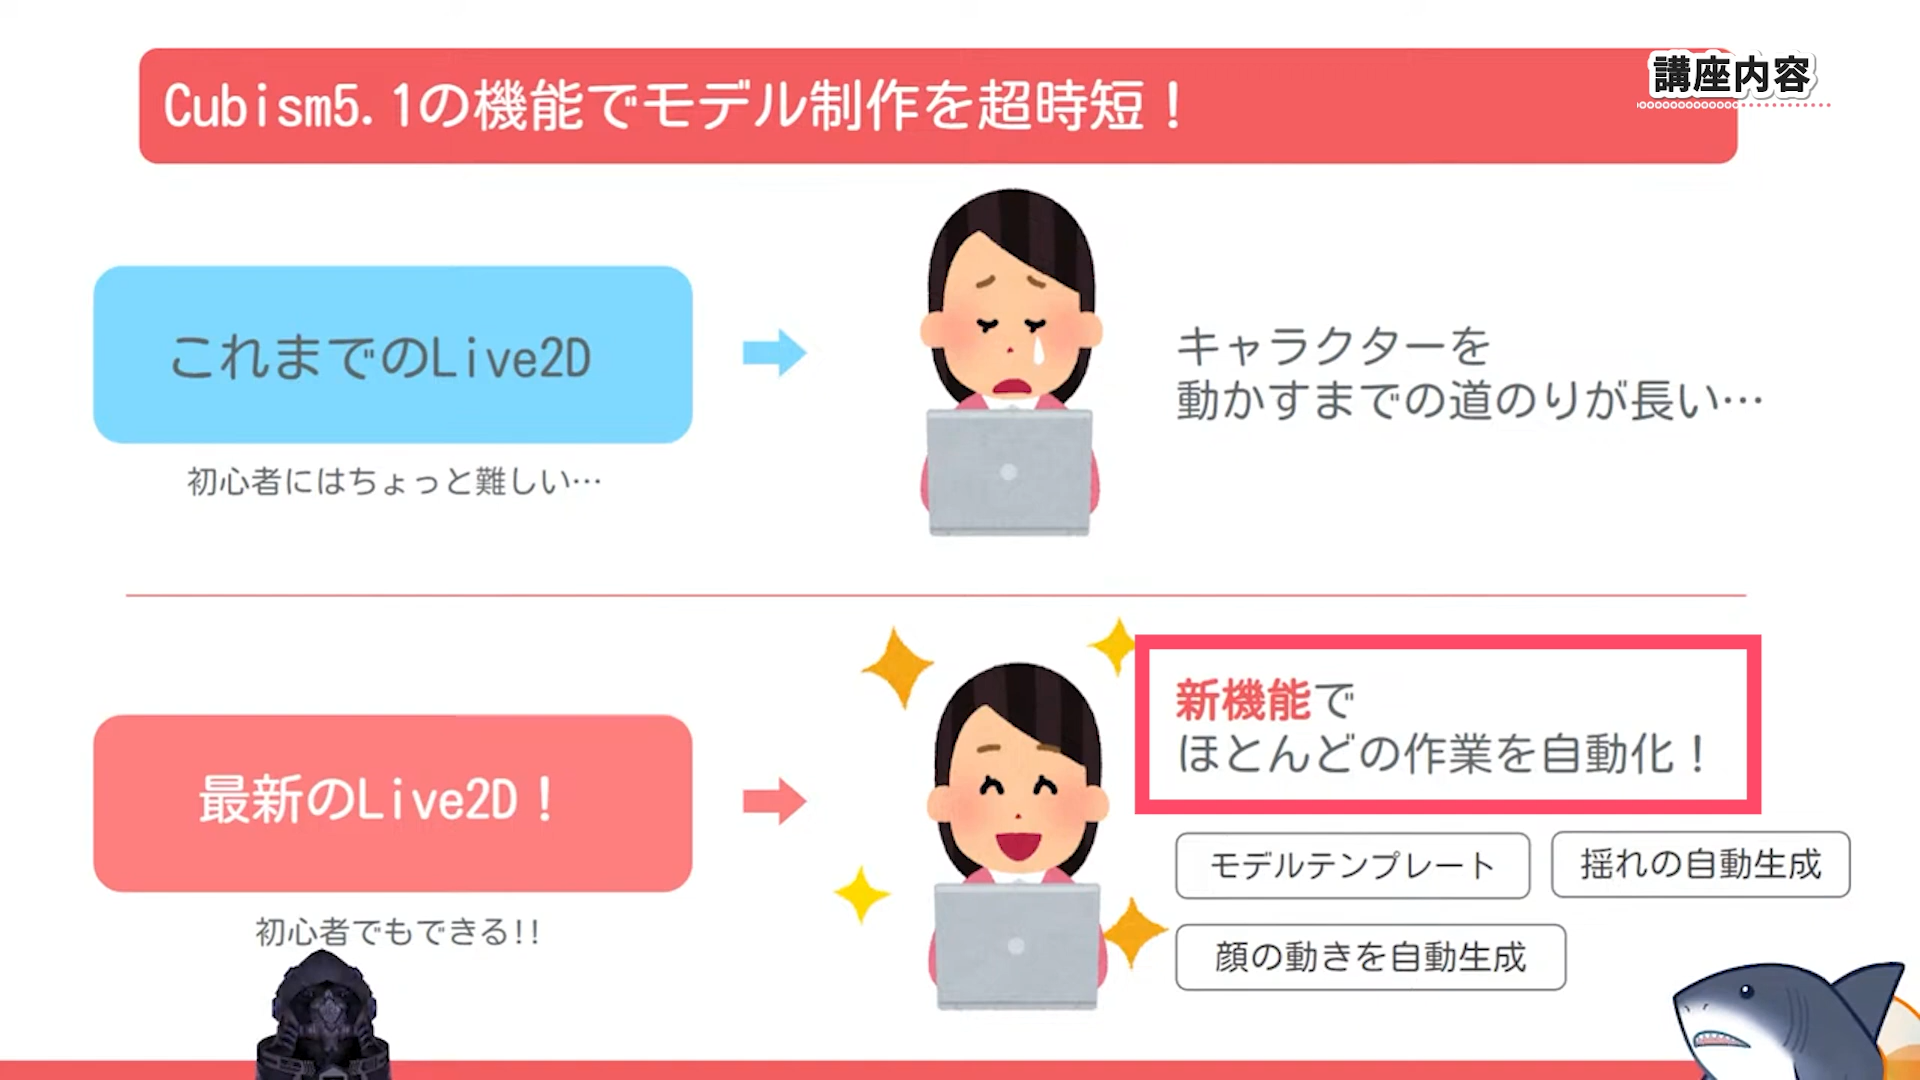 講座内容
Cubism5.1の機能でモデル制作を超時短！
これまでのLive2D
初心者にはちょっと難しい…
キャラクターを
動かすまでの道のりが長い…
最新のLive2D！
初心者でもできる!!
新機能で
ほとんどの作業を自動化！
モデルテンプレート
揺れの自動生成
顔の動きを自動生成